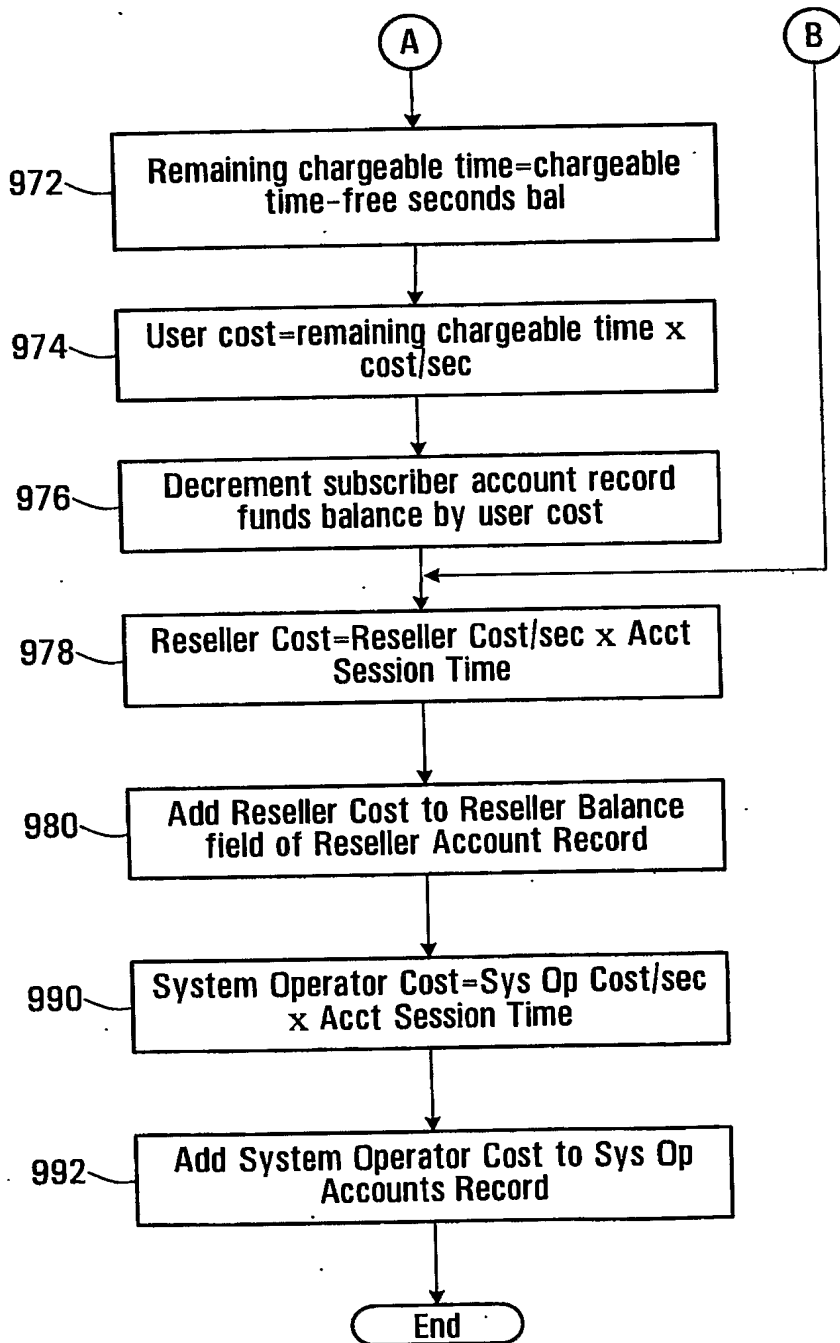 A
B
972
Remaining chargeable time=chargeable
time-free seconds bal
974
User cost=remaining chargeable time x
cost/sec
976
Decrement subscriber account record
funds balance by user cost
978
Reseller Cost=Reseller Cost/sec x Acct
Session Time
980
Add Reseller Cost to Reseller Balance
field of Reseller Account Record
990
System Operator Cost=Sys Op Cost/sec
x Acct Session Time
992
Add System Operator Cost to Sys Op
Accounts Record
End